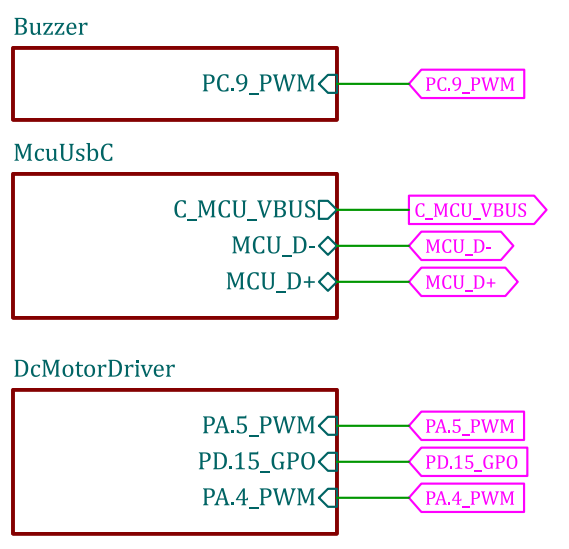 Buzzer
PC.9_PWM PC.9_PWM
McuUsbC
C_MCU_VBUS C_MCU_VBUS
MCU_D- MCU_D-
MCU_D+ MCU_D+
DcMotorDriver
PA.5_PWM PA.5_PWM
PD.15_GPO PD.15_GPO
PA.4_PWM PA.4_PWM